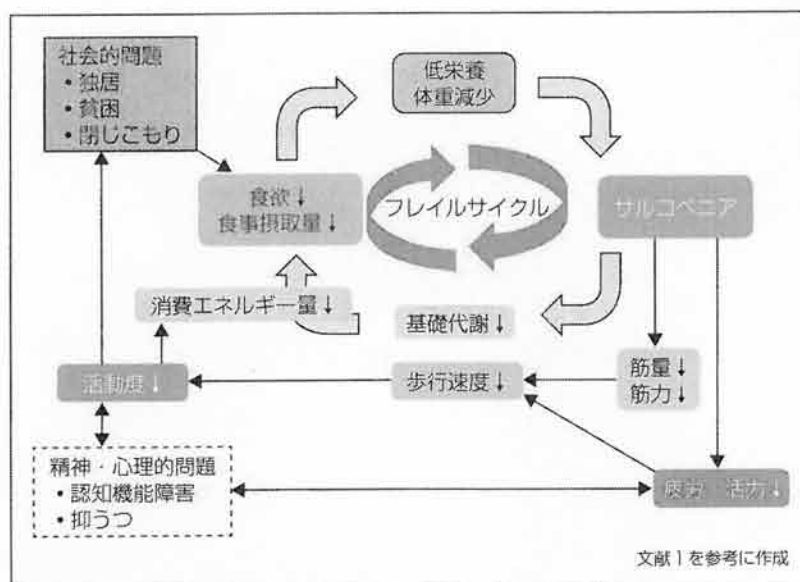 社会的問題
• 独居
• 貧困
• 閉じこもり
低栄養
体重減少
食欲↓
食事摂取量↓
フレイルサイクル
サルコペニア
消費エネルギー量↓
基礎代謝↓
活動度↓
歩行速度↓
筋量↓
筋力↓
精神・心理的問題
• 認知機能障害
• 抑うつ
疲労 活力↓
文献1を参考に作成